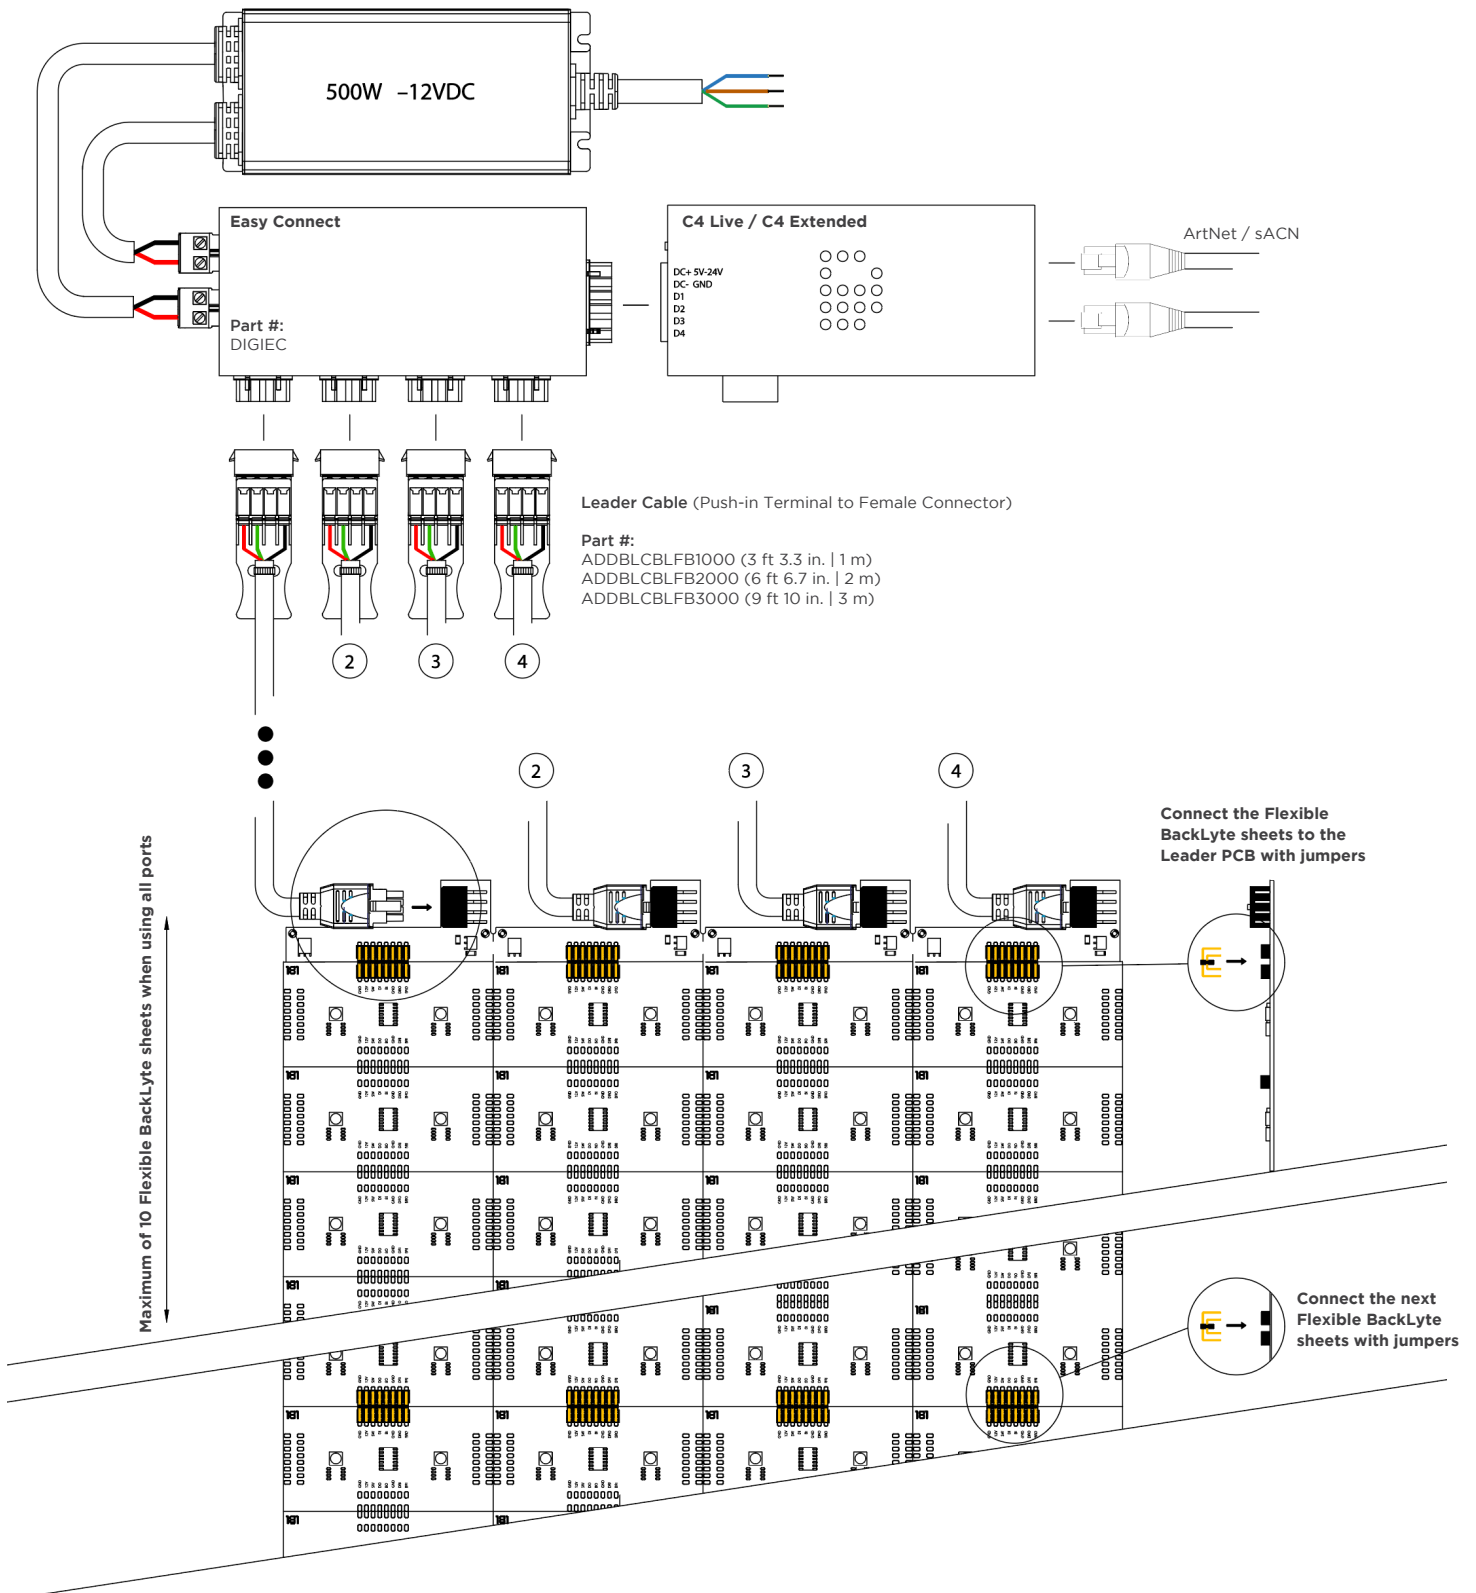 500W –12VDC
Easy Connect
Part #:
DIGIEC
C4 Live / C4 Extended
DC+ 5V-24V
DC- GND
D1
D2
D3
D4
ArtNet / sACN
Leader Cable (Push-in Terminal to Female Connector)
Part #:
ADDBLCBLFB1000 (3 ft 3.3 in. | 1 m)
ADDBLCBLFB2000 (6 ft 6.7 in. | 2 m)
ADDBLCBLFB3000 (9 ft 10 in. | 3 m)
2
3
4
2
3
4
Connect the Flexible
BackLyte sheets to the
Leader PCB with jumpers
Maximum of 10 Flexible BackLyte sheets when using all ports
Connect the next
Flexible BackLyte
sheets with jumpers